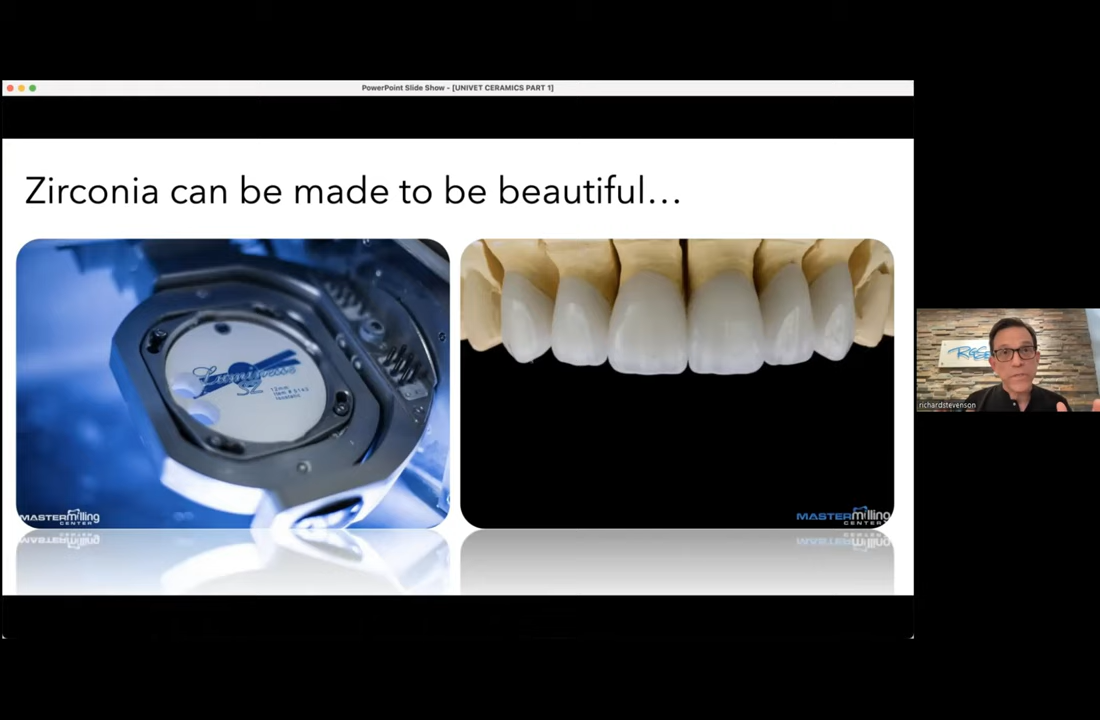 PowerPoint Slide Show - [UNIVET CERAMICS PART 1]
Zirconia can be made to be beautiful...
12mm
MASTERmilling
CENTER
MASTERmilling
CENTER
richardstevenson